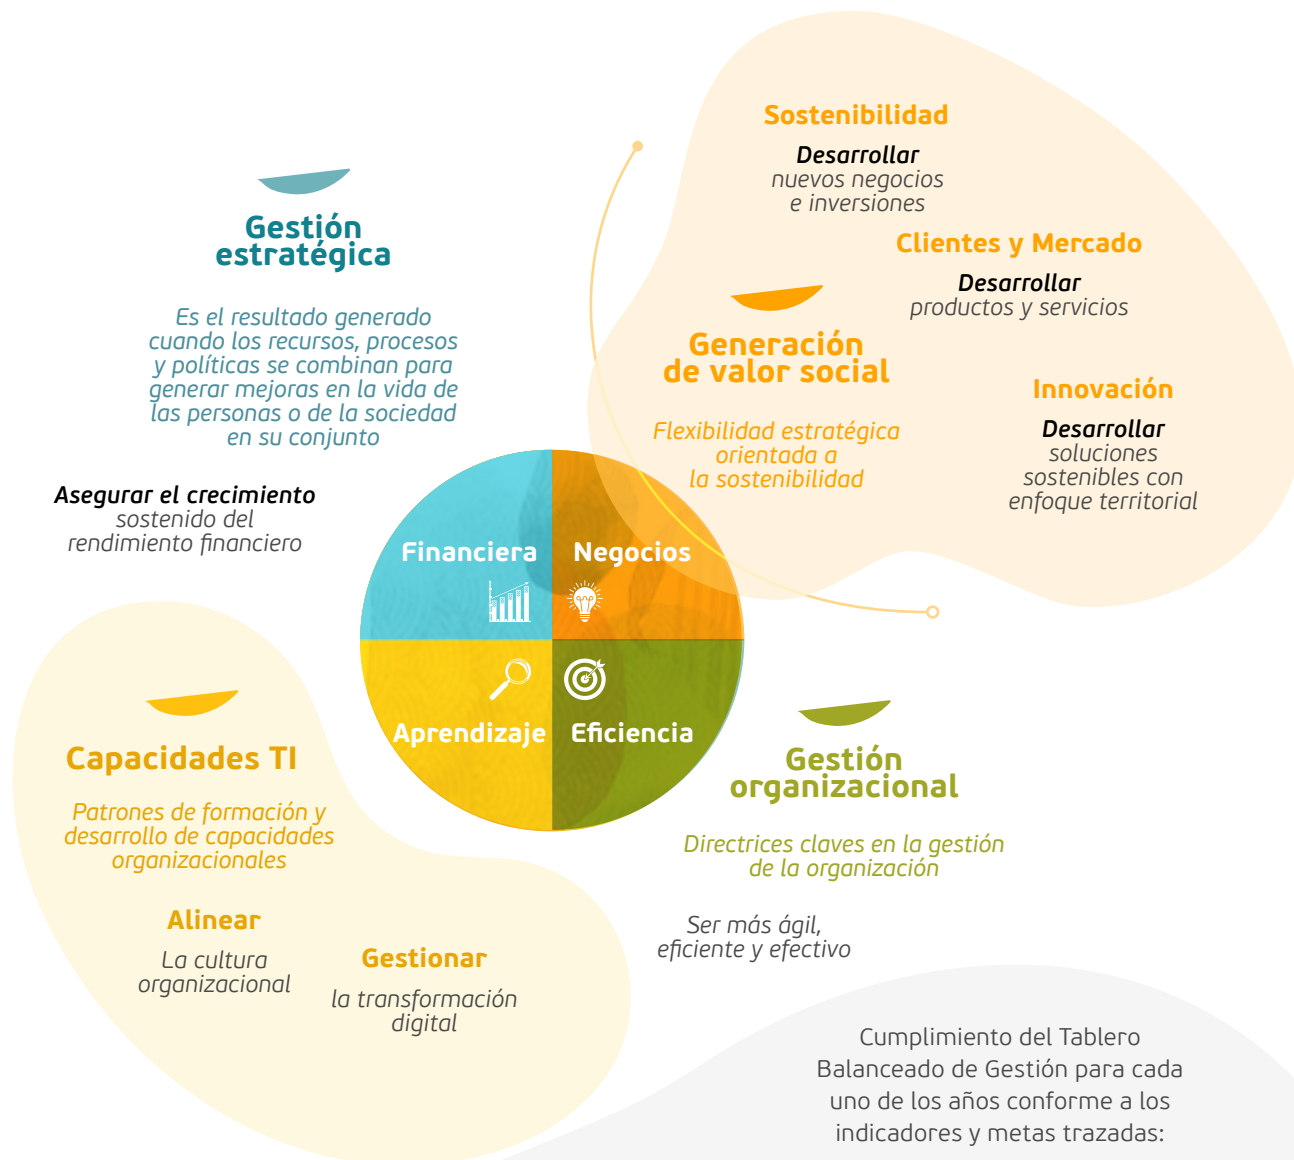 Gestión
estratégica
Es el resultado generado
cuando los recursos, procesos
y políticas se combinan para
generar mejoras en la vida de
las personas o de la sociedad
en su conjunto
Asegurar el crecimiento
sostenido del
rendimiento financiero
Sostenibilidad
Desarrollar
nuevos negocios
e inversiones
Clientes y Mercado
Desarrollar
productos y servicios
Generación
de valor social
Flexibilidad estratégica
orientada a
la sostenibilidad
Innovación
Desarrollar
soluciones
sostenibles con
enfoque territorial
Financiera
Negocios
Aprendizaje
Eficiencia
Capacidades TI
Patrones de formación y
desarrollo de capacidades
organizacionales
Alinear
La cultura
organizacional
Gestionar
la transformación
digital
Gestión
organizacional
Directrices claves en la gestión
de la organización
Ser más ágil,
eficiente y efectivo
Cumplimiento del Tablero
Balanceado de Gestión para cada
uno de los años conforme a los
indicadores y metas trazadas: